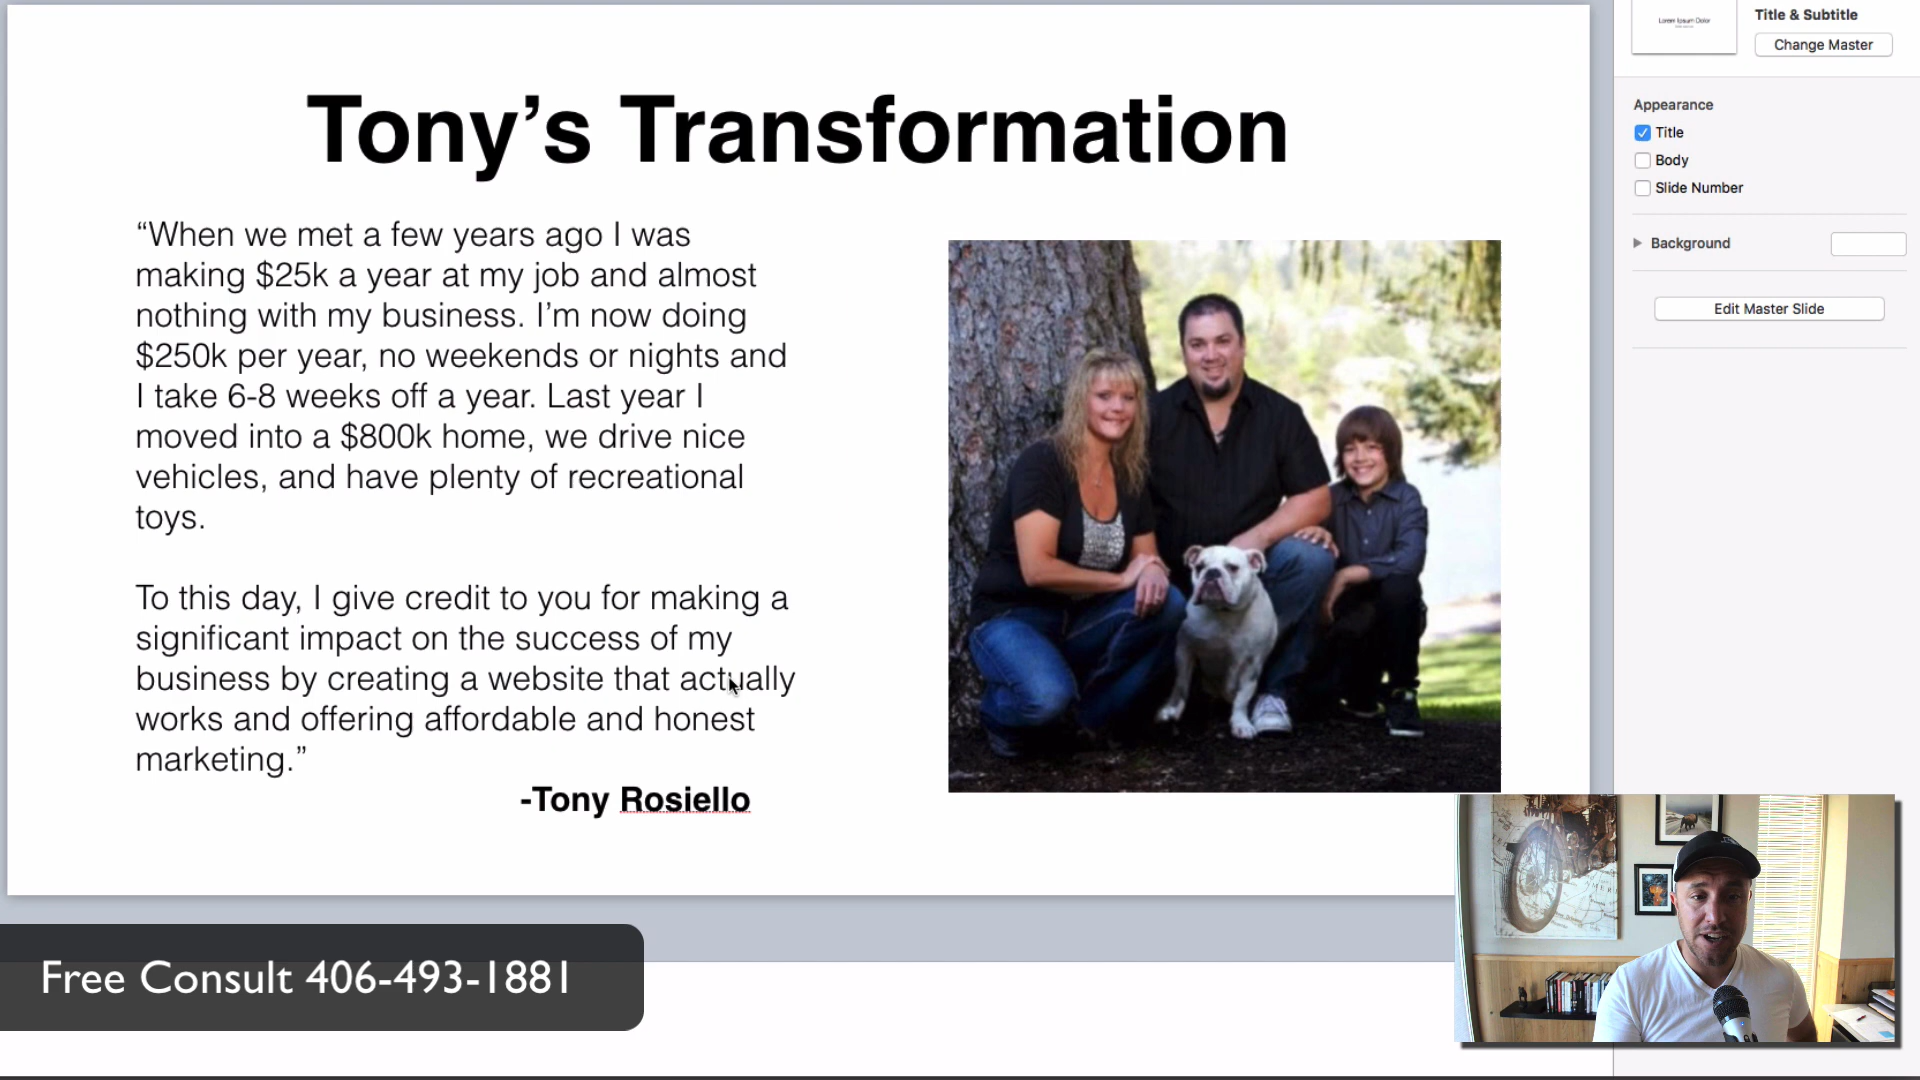 Tony’s Transformation
“When we met a few years ago I was
making $25k a year at my job and almost
nothing with my business. I’m now doing
$250k per year, no weekends or nights and
I take 6-8 weeks off a year. Last year I
moved into a $800k home, we drive nice
vehicles, and have plenty of recreational
toys.
To this day, I give credit to you for making a
significant impact on the success of my
business by creating a website that actually
works and offering affordable and honest
marketing.”
-Tony Rosiello
Free Consult 406-493-1881
Lorem Ipsum Dolor
Title & Subtitle
Change Master
Appearance
Title
Body
Slide Number
Background
Edit Master Slide